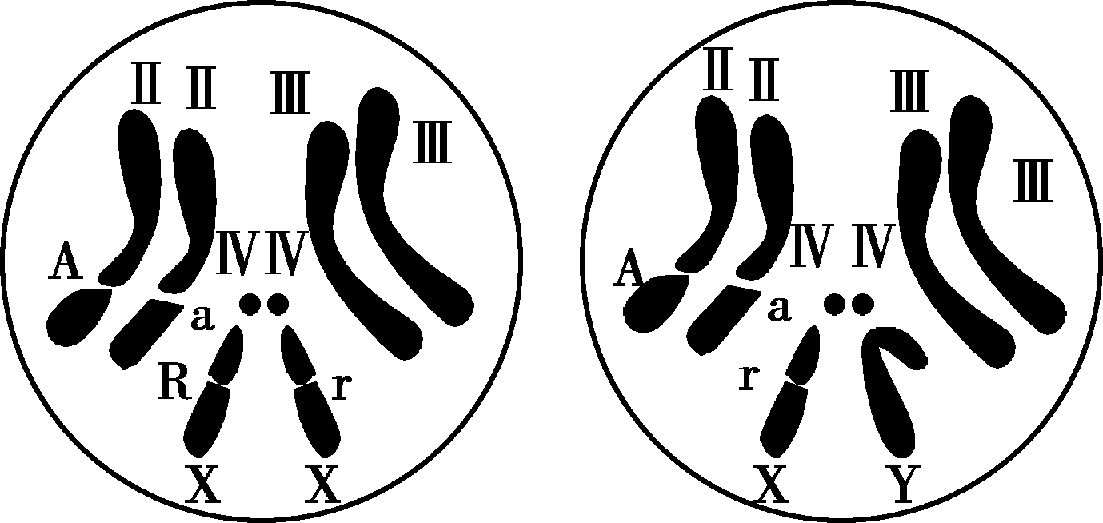 Ⅱ Ⅱ Ⅲ Ⅲ
A Ⅳ Ⅳ
a
R r
X X
Ⅱ Ⅱ Ⅲ Ⅲ
A Ⅳ Ⅳ
a
r
X Y